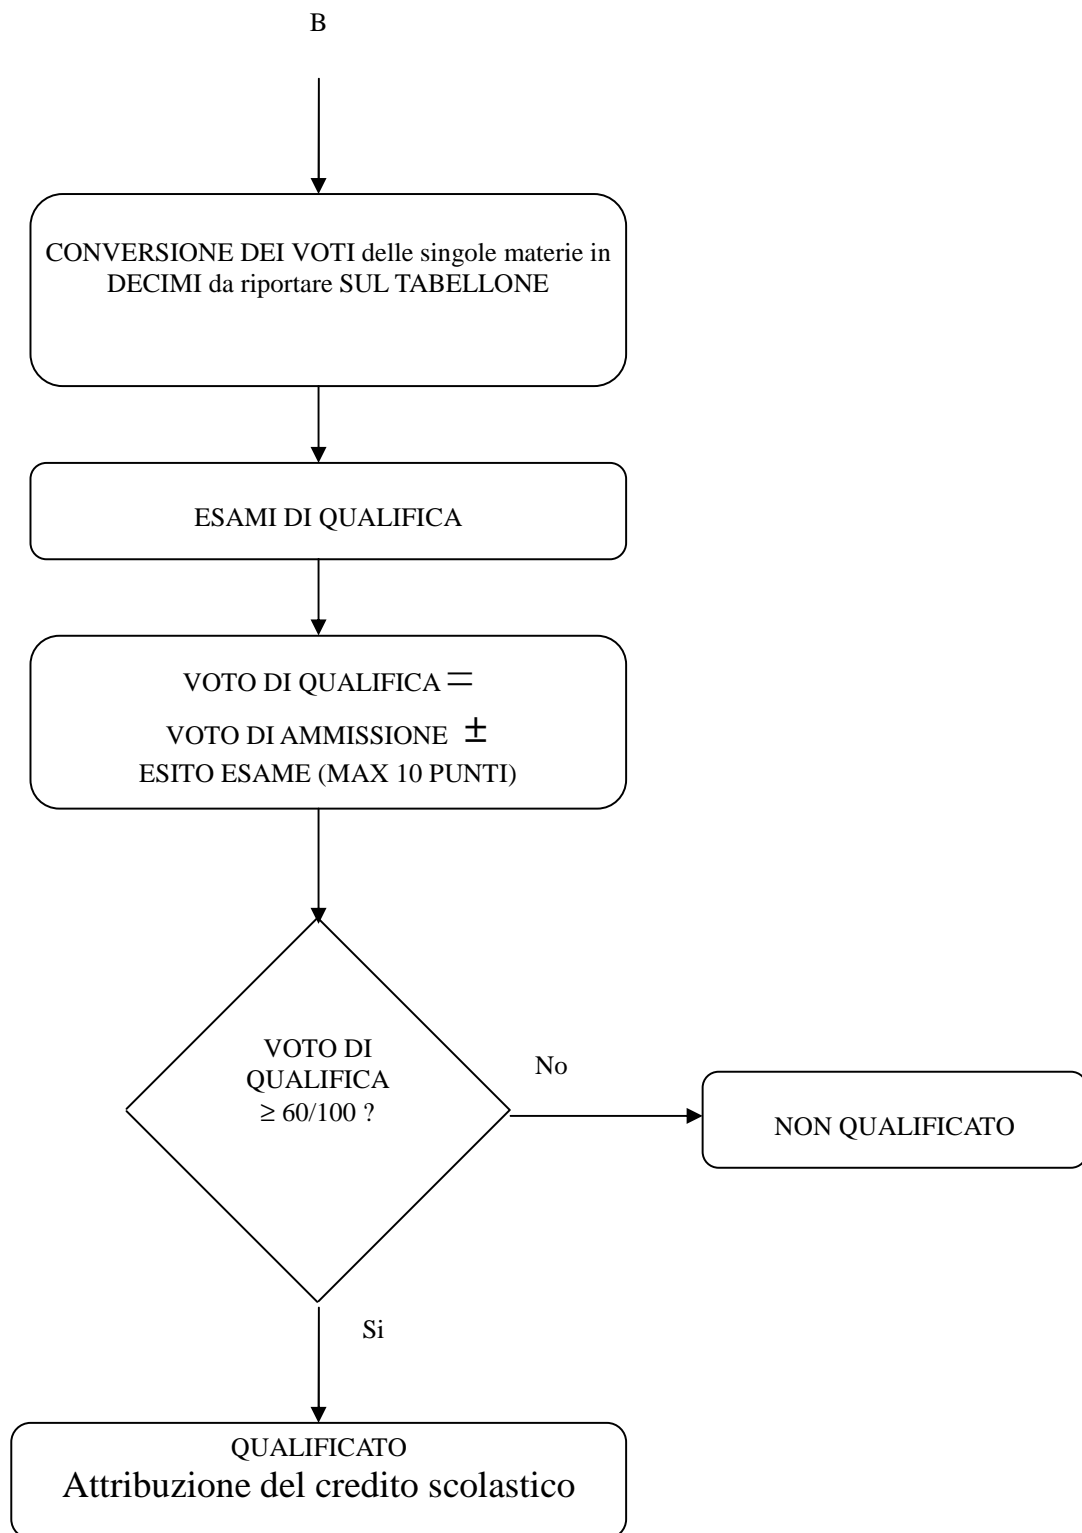 B
CONVERSIONE DEI VOTI delle singole materie in
DECIMI da riportare SUL TABELLONE
ESAMI DI QUALIFICA
VOTO DI QUALIFICA =
VOTO DI AMMISSIONE ±
ESITO ESAME (MAX 10 PUNTI)
VOTO DI
QUALIFICA
≥ 60/100 ?
No
NON QUALIFICATO
Si
QUALIFICATO
Attribuzione del credito scolastico